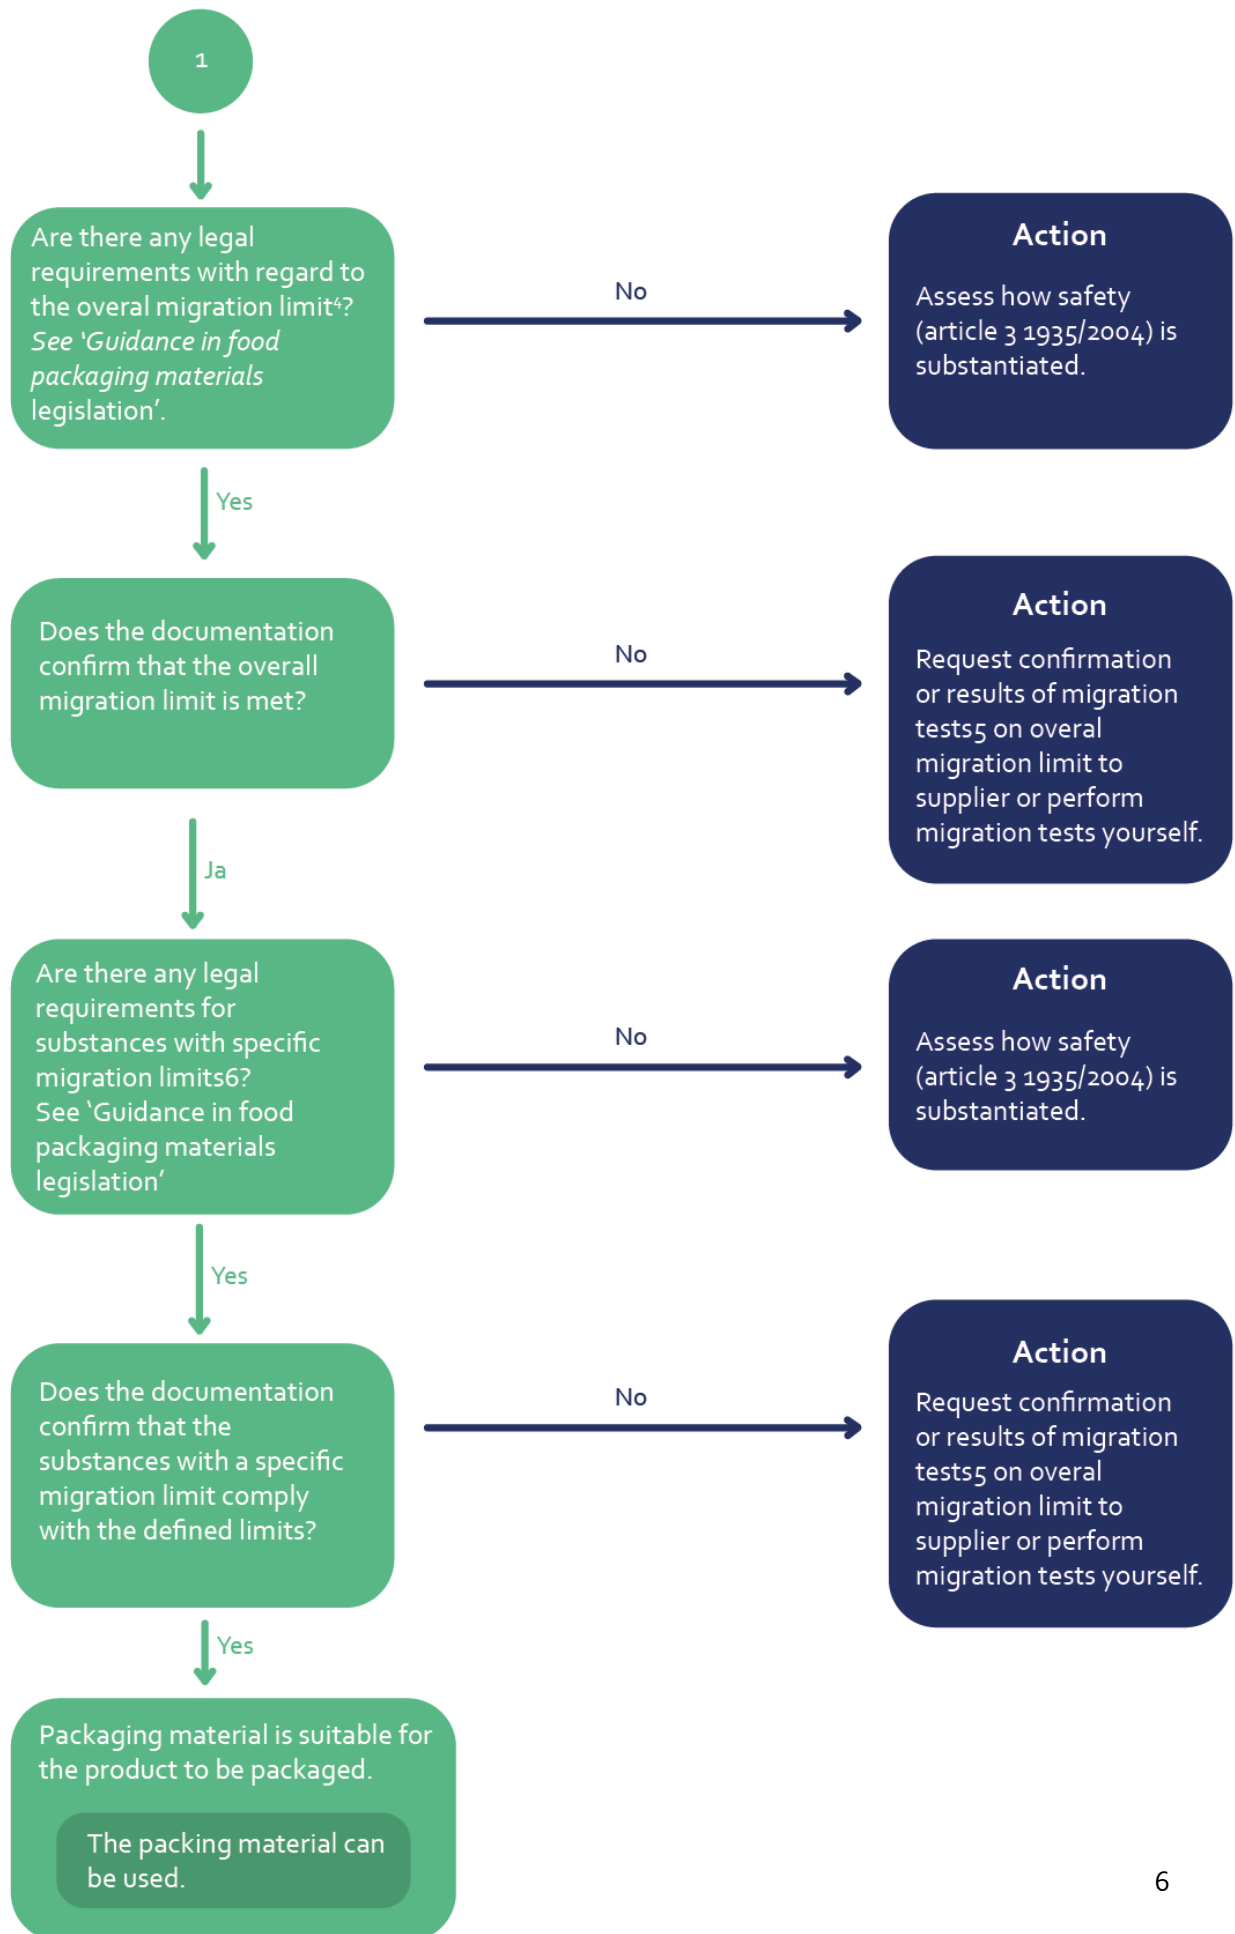 1
Are there any legal
requirements with regard to
the overal migration limit⁴?
See ‘Guidance in food
packaging materials
legislation’.
No
Action
Assess how safety
(article 3 1935/2004) is
substantiated.
Yes
Does the documentation
confirm that the overall
migration limit is met?
No
Action
Request confirmation
or results of migration
tests5 on overal
migration limit to
supplier or perform
migration tests yourself.
Ja
Are there any legal
requirements for
substances with specific
migration limits6?
See ‘Guidance in food
packaging materials
legislation’
No
Action
Assess how safety
(article 3 1935/2004) is
substantiated.
Yes
Does the documentation
confirm that the
substances with a specific
migration limit comply
with the defined limits?
No
Action
Request confirmation
or results of migration
tests5 on overal
migration limit to
supplier or perform
migration tests yourself.
Yes
Packaging material is suitable for
the product to be packaged.
The packing material can
be used.
6